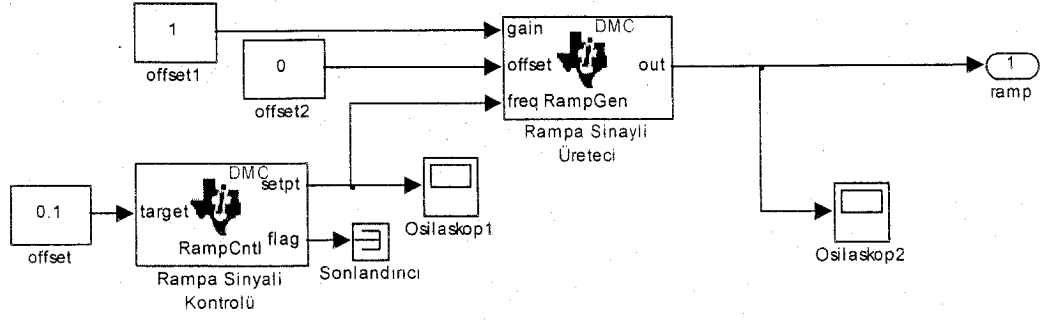 1
offset1
0
offset2
gain
DMC
offset
out
freq RampGen
Rampa Sinayli
Üreteci
1
ramp
0.1
offset
DMC
setpt
target
RampCntl
flag
Rampa Sinyali
Kontrolü
Osilaskop1
Sonlandırıcı
Osilaskop2